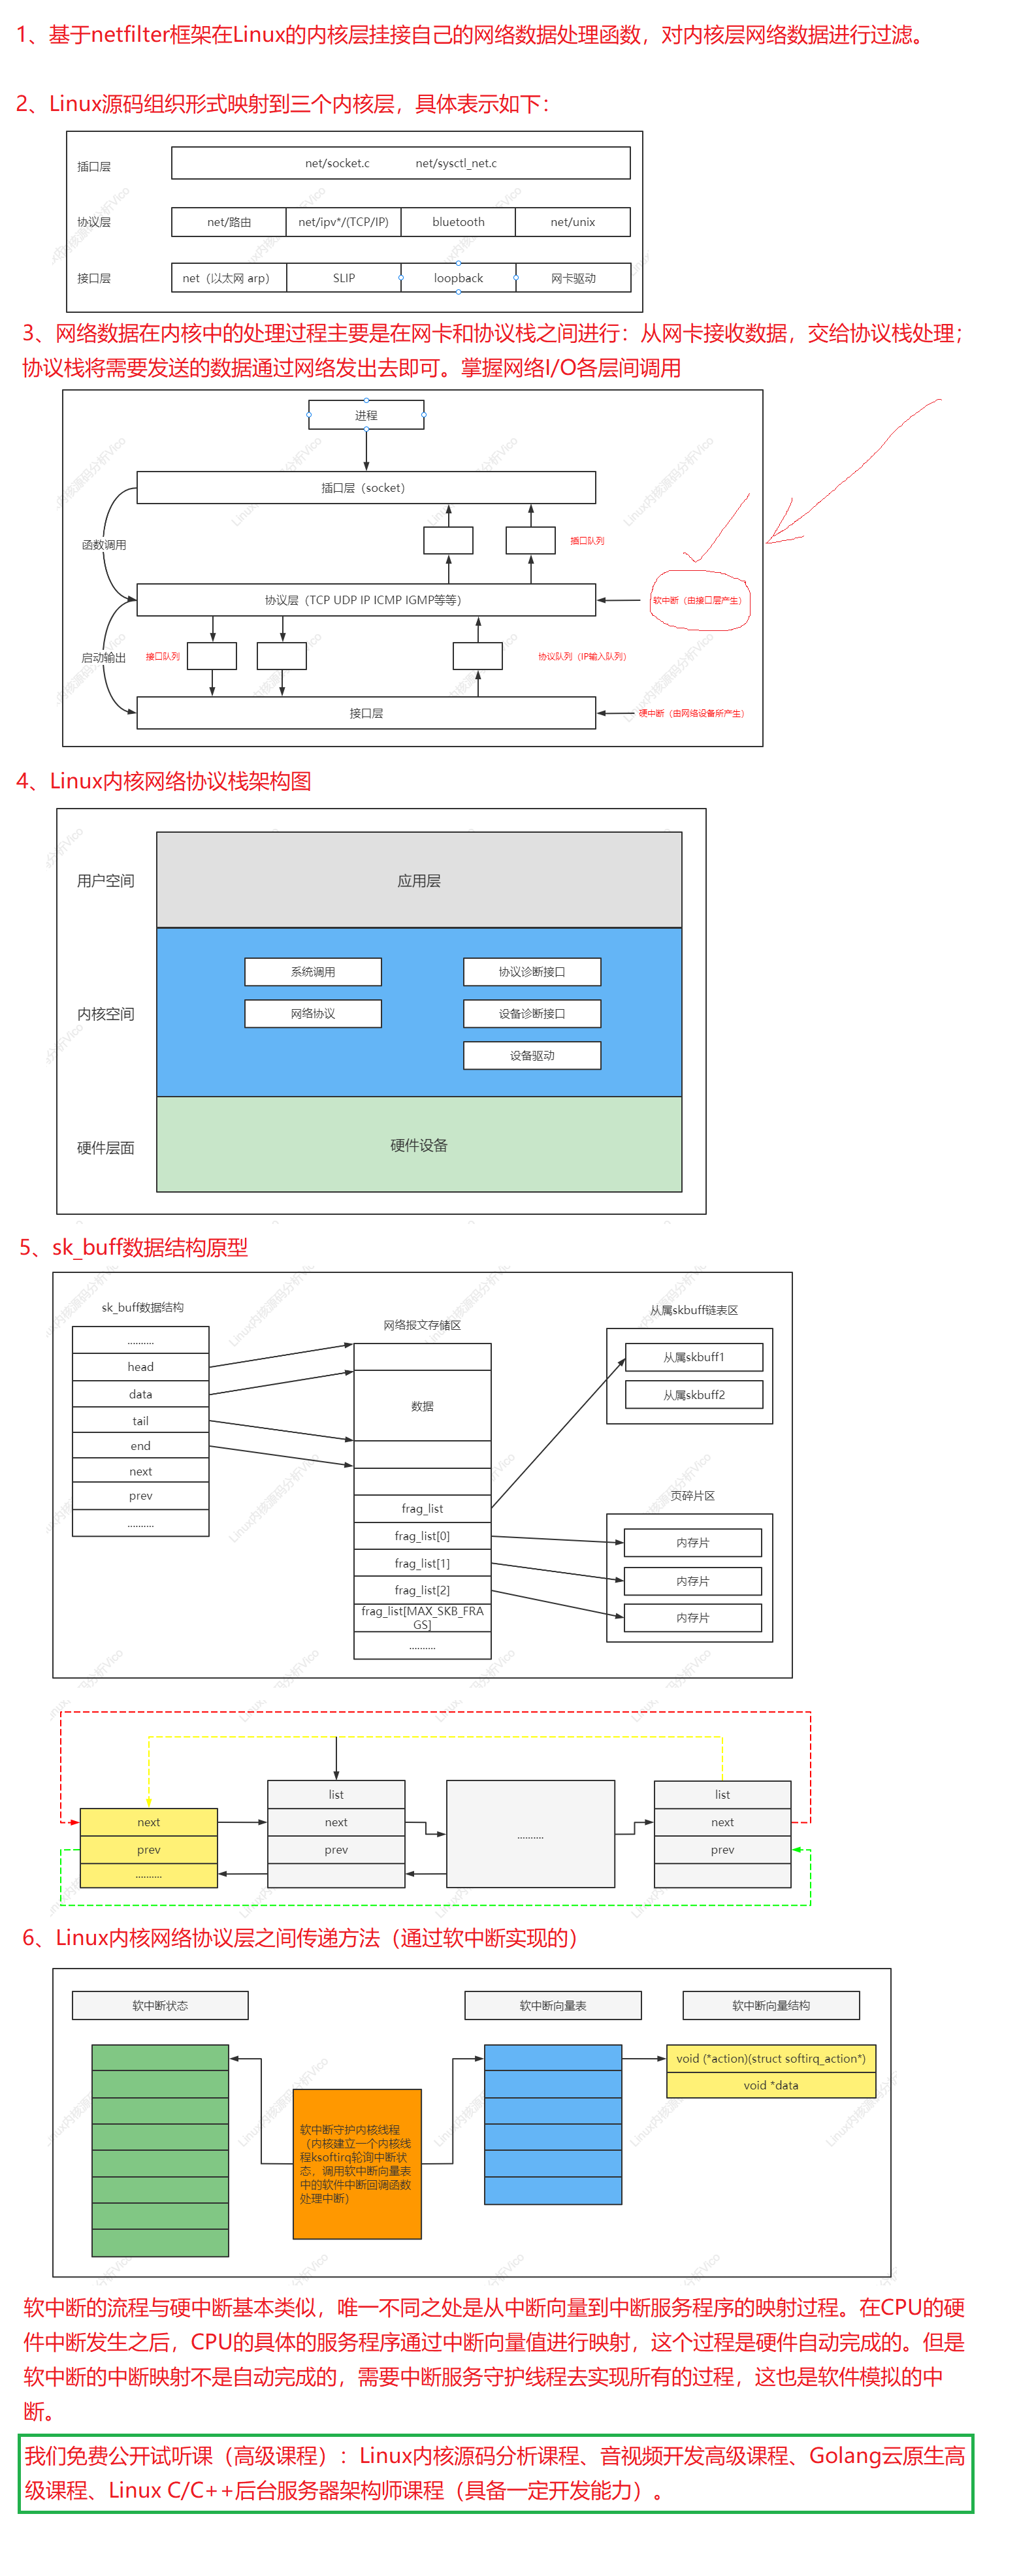 1、基于netfilter框架在Linux的内核层挂接自己的网络数据处理函数，对内核层网络数据进行过滤。
2、Linux源码组织形式映射到三个内核层，具体表示如下：
插口层
net/socket.c net/sysctl_net.c
协议层
net/路由 net/ipv*/(TCP/IP) bluetooth net/unix
接口层
net（以太网 arp） SLIP loopback 网卡驱动
3、网络数据在内核中的处理过程主要是在网卡和协议栈之间进行：从网卡接收数据，交给协议栈处理；
协议栈将需要发送的数据通过网络发出去即可。掌握网络I/O各层间调用
进程
插口层（socket）
函数调用
插口队列
协议层（TCP UDP IP ICMP IGMP等等）
软中断（由接口层产生）
启动输出
接口队列
协议队列（IP输入队列）
接口层
硬中断（由网络设备所产生）
4、Linux内核网络协议栈架构图
用户空间
应用层
内核空间
系统调用
协议诊断接口
网络协议
设备诊断接口
设备驱动
硬件层面
硬件设备
5、sk_buff数据结构原型
sk_buff数据结构
..........
head
data
tail
end
next
prev
..........
网络报文存储区
数据
frag_list
frag_list[0]
frag_list[1]
frag_list[2]
frag_list[MAX_SKB_FRA
GS]
..........
从属skbuff链表区
从属skbuff1
从属skbuff2
页碎片区
内存片
内存片
内存片
next
prev
..........
list
next
prev
..........
list
next
prev
6、Linux内核网络协议层之间传递方法（通过软中断实现的）
软中断状态
软中断向量表
软中断向量结构
void (*action)(struct softirq_action*)
void *data
软中断守护内核线程
（内核建立一个内核线
程ksoftirq轮询中断状
态，调用软中断向量表
中的软件中断回调函数
处理中断）
软中断的流程与硬中断基本类似，唯一不同之处是从中断向量到中断服务程序的映射过程。在CPU的硬
件中断发生之后，CPU的具体的服务程序通过中断向量值进行映射，这个过程是硬件自动完成的。但是
软中断的中断映射不是自动完成的，需要中断服务守护线程去实现所有的过程，这也是软件模拟的中
断。
我们免费公开试听课（高级课程）：Linux内核源码分析课程、音视频开发高级课程、Golang云原生高
级课程、Linux C/C++后台服务器架构师课程（具备一定开发能力）。
Linux内核源码分析Vico